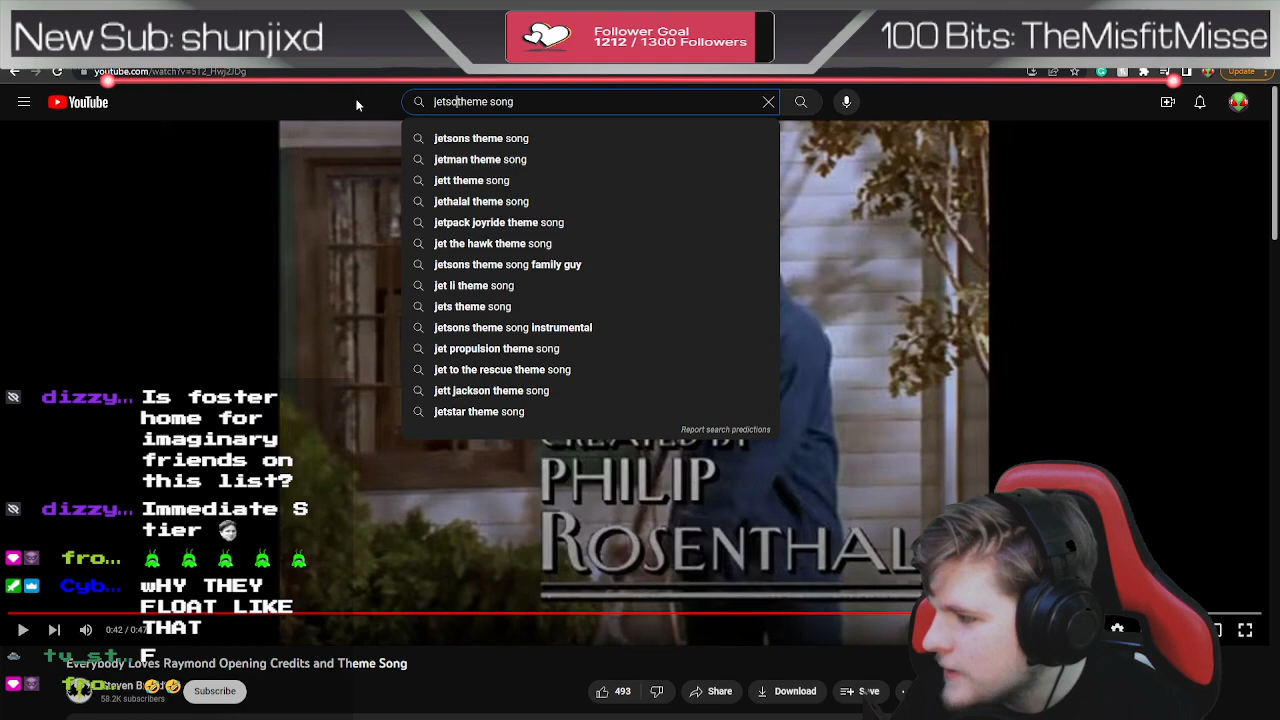 New Sub: shunjixd
Follower Goal
1212 / 1300 Followers
100 Bits: TheMisfitMisse
Update
YouTube
jetso theme song
jetsons theme song
jetman theme song
jett theme song
jethalal theme song
jetpack joyride theme song
jet the hawk theme song
jetsons theme song family guy
jet li theme song
jets theme song
jetsons theme song instrumental
jet propulsion theme song
jet to the rescue theme song
jett jackson theme song
jetstar theme song
Report search predictions
CREATED BY
PHILIP
ROSENTHAL
dizzy... Is foster
home for
imaginary
friends on
this list?
dizzy... Immediate S
tier
fro...
Cyb... wHY THEY
FLOAT LIKE
THAT
F
0:42 / 0:47
Everybody Loves Raymond Opening Credits and Theme Song
58.2K subscribers
Subscribe
493
Share
Download
Save